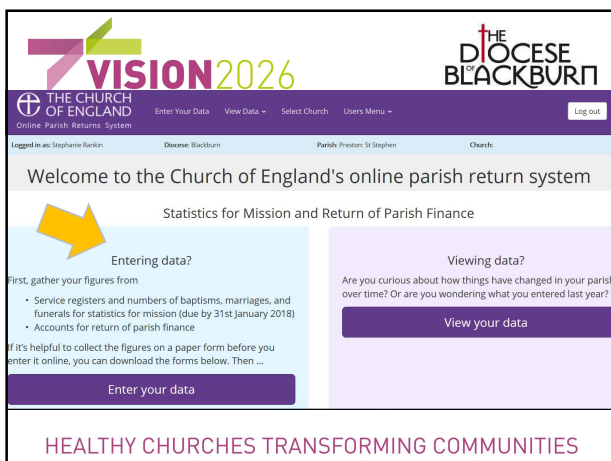 VISION2026
THE
DIOCESE
OF
BLACKBURN
THE CHURCH
OF ENGLAND
Online Parish Returns System
Enter Your Data View Data Select Church Users Menu Log out
Logged in as: Stephanie Rankin Diocese: Blackburn Parish: Preston: St Stephen Church:
Welcome to the Church of England's online parish return system
Statistics for Mission and Return of Parish Finance
Entering data?
First, gather your figures from
• Service registers and numbers of baptisms, marriages, and
funerals for statistics for mission (due by 31st January 2018)
• Accounts for return of parish finance
If it's helpful to collect the figures on a paper form before you
enter it online, you can download the forms below. Then ...
Enter your data
Viewing data?
Are you curious about how things have changed in your parish
over time? Or are you wondering what you entered last year?
View your data
HEALTHY CHURCHES TRANSFORMING COMMUNITIES